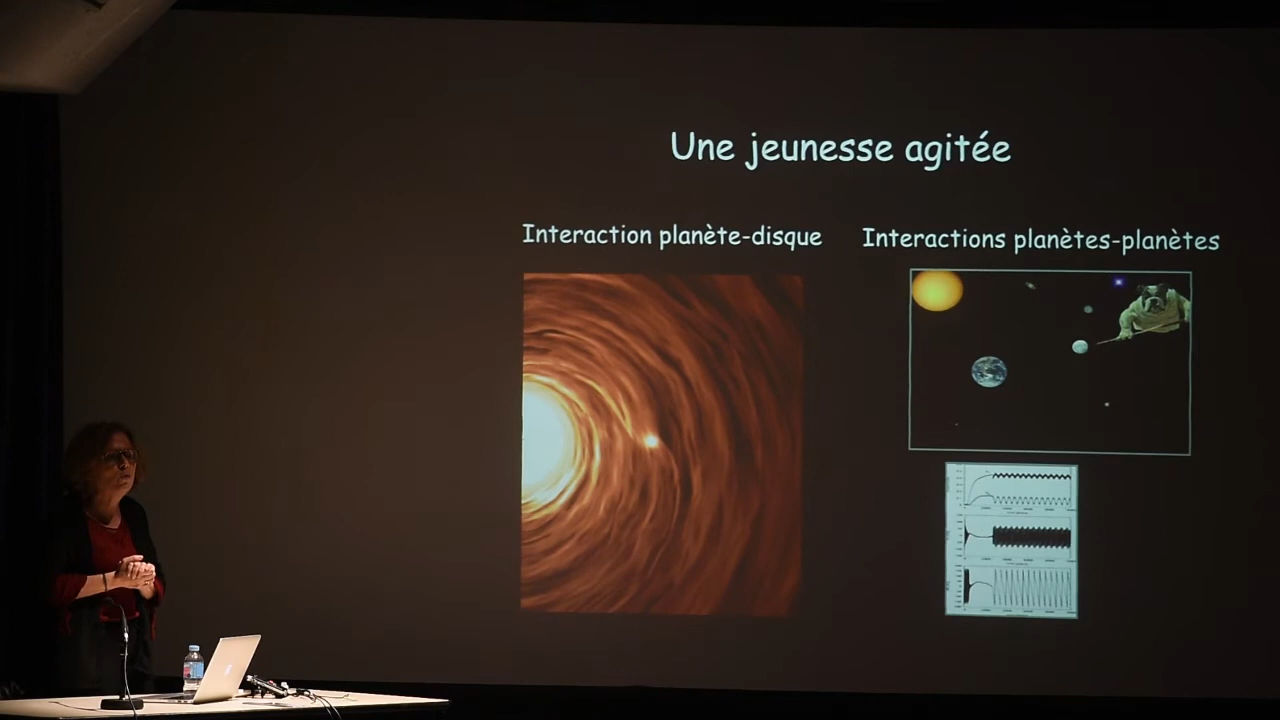 Une jeunesse agitée
Interaction planète-disque
Interactions planètes-planètes